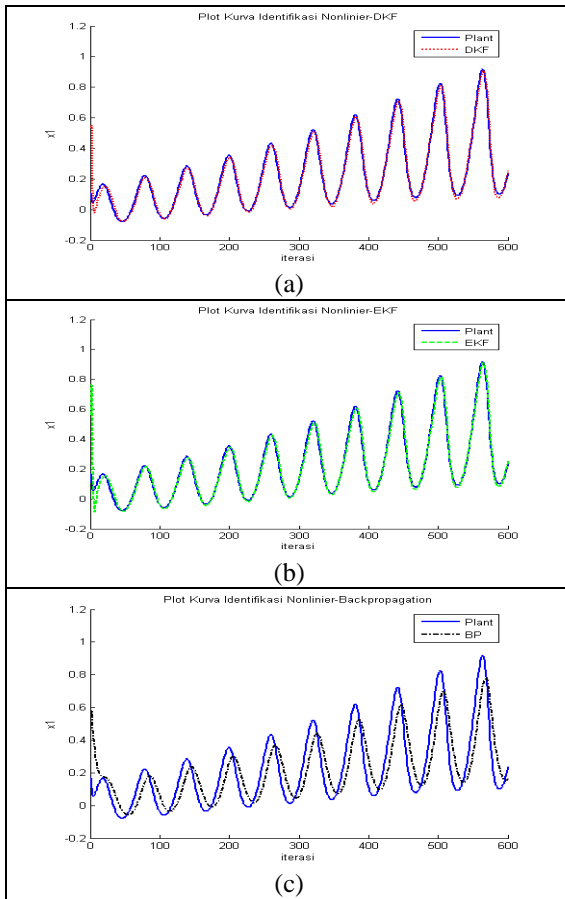 Plot Kurva Identifikasi Nonlinier-DKF
1.2
1
0.8
0.6
0.4
0.2
0
-0.2
x1
Plant
DKF
0 100 200 300 400 500 600
iterasi
(a)
Plot Kurva Identifikasi Nonlinier-EKF
1.2
1
0.8
0.6
0.4
0.2
0
-0.2
x1
Plant
EKF
0 100 200 300 400 500 600
iterasi
(b)
Plot Kurva Identifikasi Nonlinier-Backpropagation
1.2
1
0.8
0.6
0.4
0.2
0
-0.2
x1
Plant
BP
0 100 200 300 400 500 600
iterasi
(c)